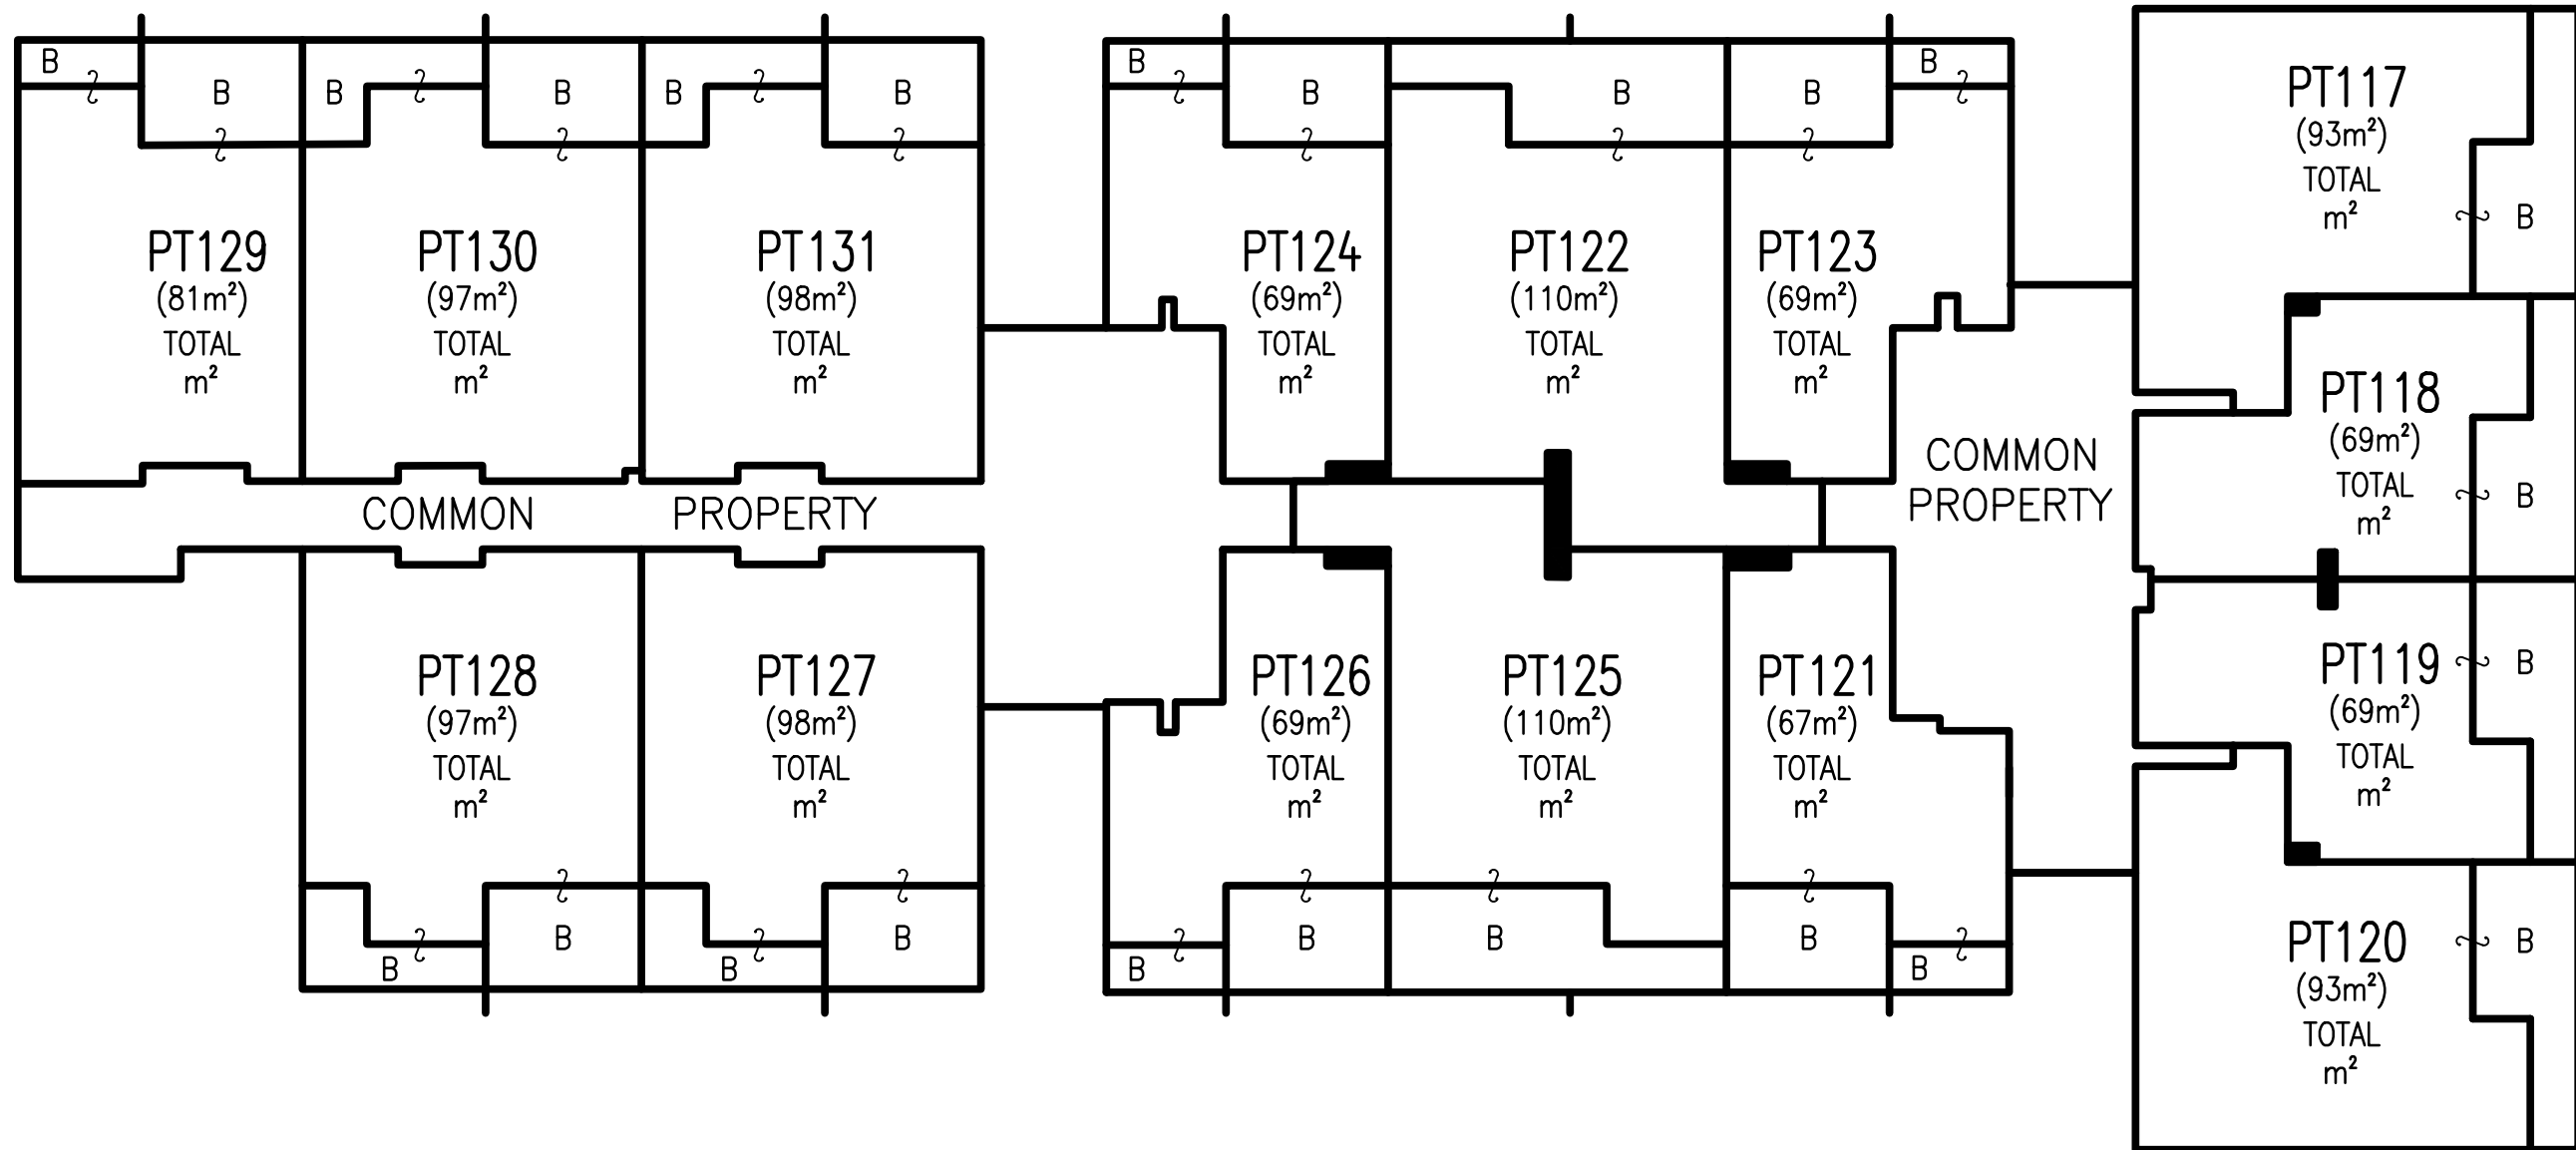 B
B
B
B
B
B
B
B
B
B
B
PT117
(93m²)
TOTAL
m²
B
PT129
(81m²)
TOTAL
m²
PT130
(97m²)
TOTAL
m²
PT131
(98m²)
TOTAL
m²
PT124
(69m²)
TOTAL
m²
PT122
(110m²)
TOTAL
m²
PT123
(69m²)
TOTAL
m²
PT118
(69m²)
TOTAL
m²
B
COMMON
PROPERTY
COMMON PROPERTY
PT128
(97m²)
TOTAL
m²
PT127
(98m²)
TOTAL
m²
PT126
(69m²)
TOTAL
m²
PT125
(110m²)
TOTAL
m²
PT121
(67m²)
TOTAL
m²
PT119
(69m²)
TOTAL
m²
B
B
B
B
B
B
B
B
B
B
PT120
(93m²)
TOTAL
m²
B